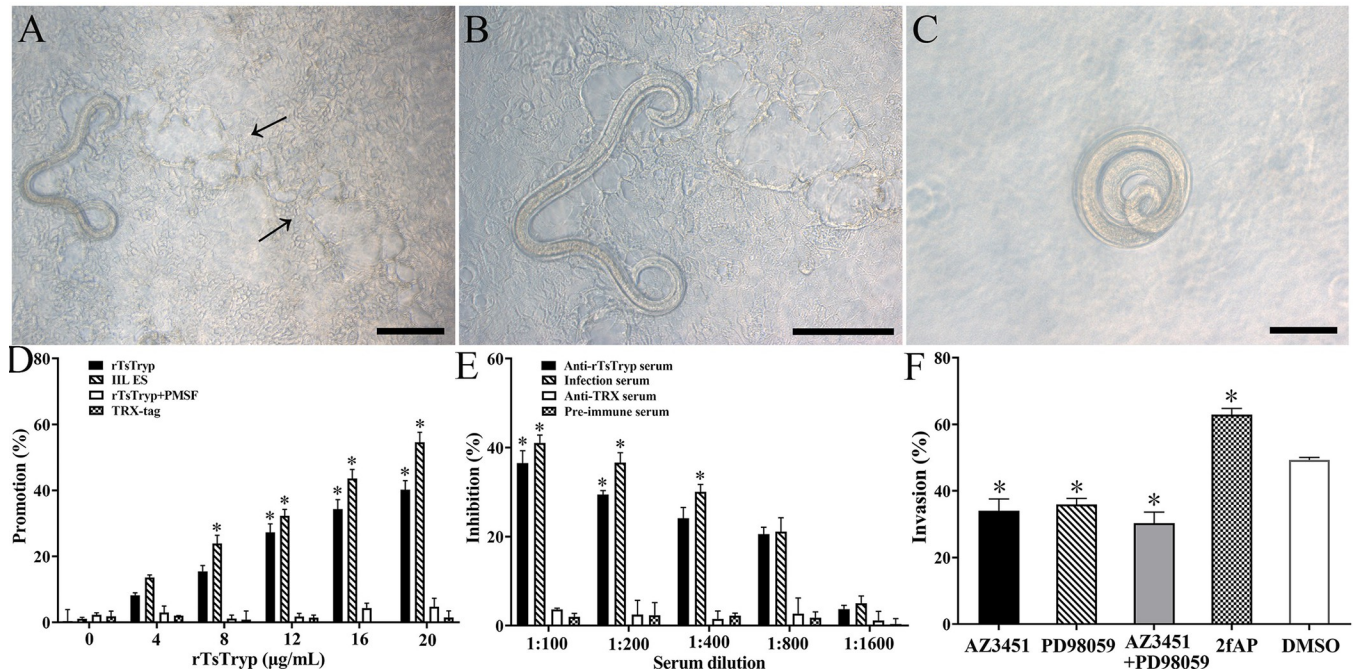 A
B
C
D
80
60
40
20
0
Promotion (%)
rTsTryp
IIL ES
rTsTryp+PMSF
TRX-tag
* * * * * * * *
0 4 8 12 16 20
rTsTryp (μg/mL)
E
60
40
20
0
Inhibition (%)
Anti-rTsTryp serum
Infection serum
Anti-TRX serum
Pre-immune serum
* * * * *
1:100 1:200 1:400 1:800 1:1600
Serum dilution
F
80
60
40
20
0
Invasion (%)
* * * *
AZ3451 PD98059 AZ3451 2fAP DMSO
+PD98059